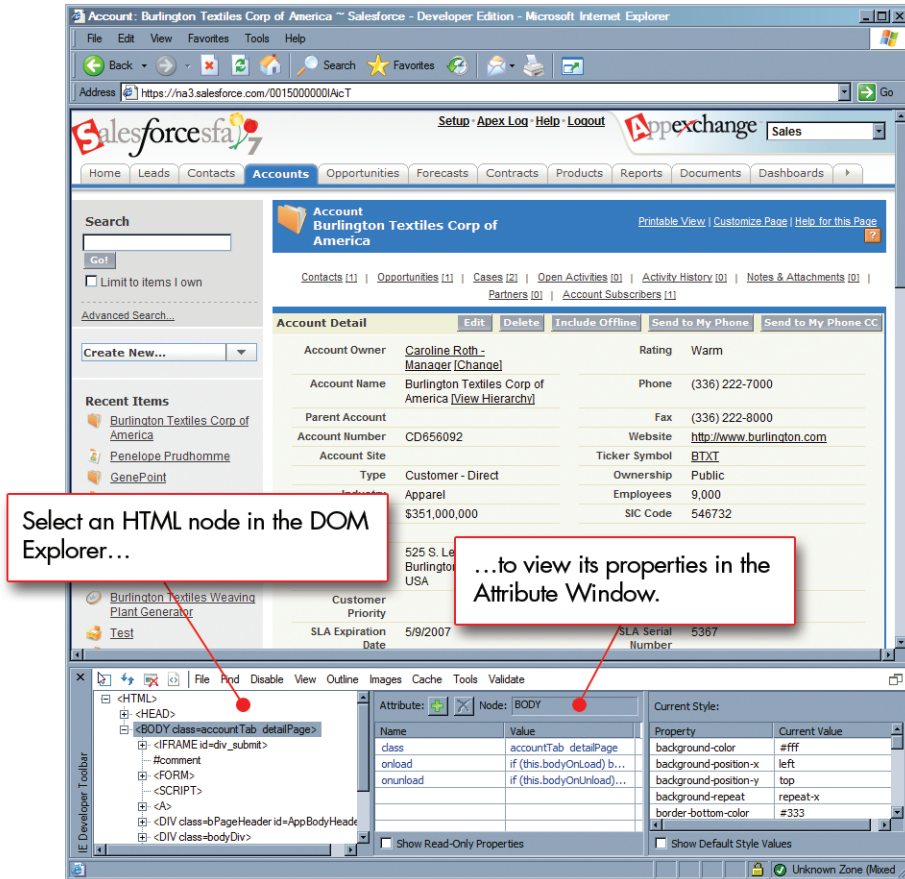 Account: Burlington Textiles Corp of America ~ Salesforce - Developer Edition - Microsoft Internet Explorer
File Edit View Favorites Tools Help
Back Search Favorites
Address https://na3.salesforce.com/0015000000IAicT Go
Salesforcesfa 7
Setup · Apex Log · Help · Logout
Appexchange Sales
Home Leads Contacts Accounts Opportunities Forecasts Contracts Products Reports Documents Dashboards
Search
Go!
Limit to items I own
Advanced Search...
Create New...
Recent Items
Burlington Textiles Corp of
America
Penelope Prudhomme
GenePoint
Burlington Textiles Weaving
Plant Generator
Test
Account
Burlington Textiles Corp of
America
Printable View | Customize Page | Help for this Page
?
Contacts [1] | Opportunities [1] | Cases [2] | Open Activities [0] | Activity History [0] | Notes & Attachments [0] |
Partners [0] | Account Subscribers [1]
Account Detail Edit Delete Include Offline Send to My Phone Send to My Phone CC
Account Owner Caroline Roth - Rating Warm
Manager [Change]
Account Name Burlington Textiles Corp of Phone (336) 222-7000
America [View Hierarchy]
Parent Account Fax (336) 222-8000
Account Number CD656092 Website http://www.burlington.com
Account Site Ticker Symbol BTXT
Type Customer - Direct Ownership Public
Industry Apparel Employees 9,000
$351,000,000 SIC Code 546732
525 S. Le
Burlington
USA
Customer
Priority
SLA Expiration 5/9/2007 SLA Serial 5367
Date Number
Select an HTML node in the DOM
Explorer…
…to view its properties in the
Attribute Window.
File Find Disable View Outline Images Cache Tools Validate
IE Developer Toolbar
<HTML>
<HEAD>
<BODY class=accountTab detailPage>
<IFRAME id=div_submit>
#comment
<FORM>
<SCRIPT>
<A>
<DIV class=bPageHeader id=AppBodyHeade
<DIV class=bodyDiv>
Attribute: Node: BODY
Name Value
class accountTab detailPage
onload if (this.bodyOnLoad) b...
onunload if (this.bodyOnUnload)...
Show Read-Only Properties
Current Style:
Property Current Value
background-color #fff
background-position-x left
background-position-y top
background-repeat repeat-x
border-bottom-color #333
Show Default Style Values
Unknown Zone (Mixed